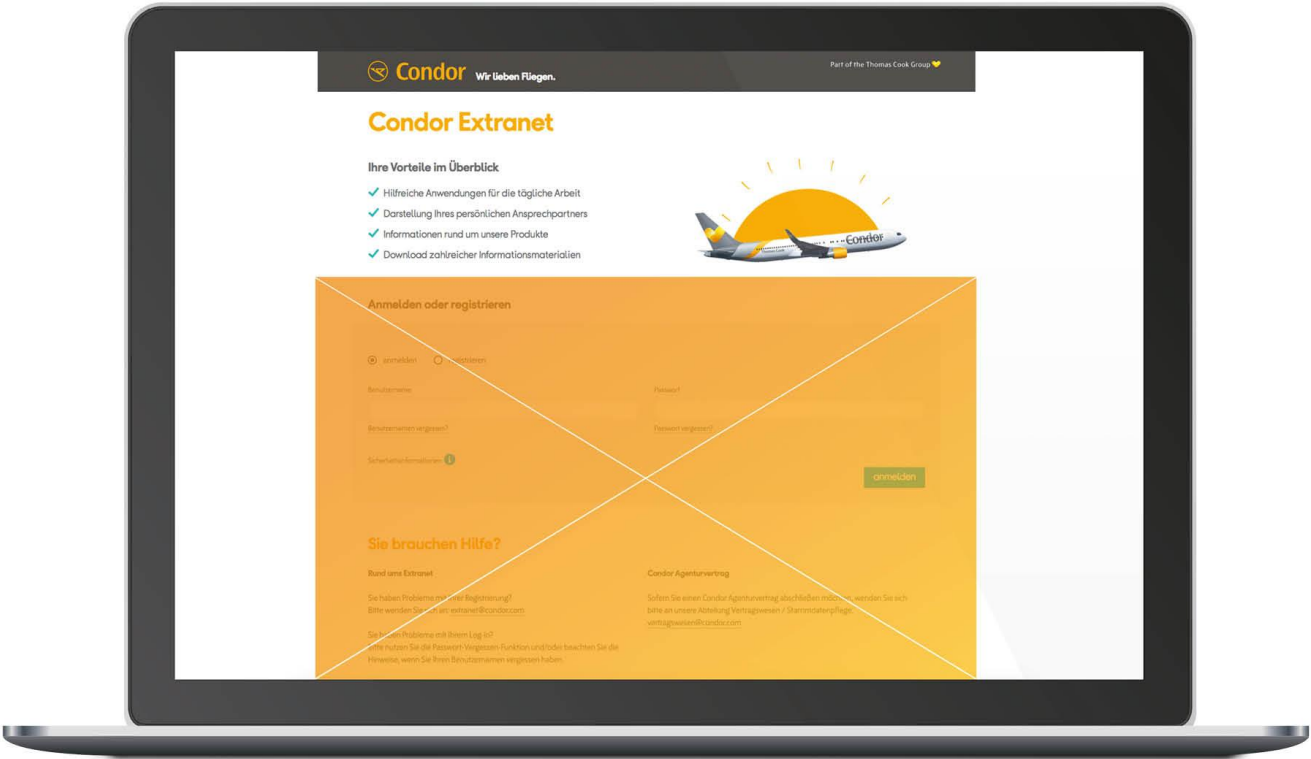 Condor Wir lieben Fliegen.
Part of the Thomas Cook Group
Condor Extranet
Ihre Vorteile im Überblick
Hilfreiche Anwendungen für die tägliche Arbeit
Darstellung Ihres persönlichen Ansprechpartners
Informationen rund um unsere Produkte
Download zahlreicher Informationsmaterialien
Condor
Thomas Cook
Anmelden oder registrieren
anmelden registrieren
Benutzername
Passwort
Benutzernamen vergessen?
Passwort vergessen?
Sicherheitsinformationen
anmelden
Sie brauchen Hilfe?
Rund ums Extranet
Sie haben Probleme mit Ihrer Registrierung?
Bitte wenden Sie sich an: extranet@condor.com
Sie haben Probleme mit Ihrem Log-in?
Bitte nutzen Sie die Passwort-Vergessen-Funktion und/oder beachten Sie die
Hinweise, wenn Sie Ihren Benutzernamen vergessen haben.
Condor Agenturvertrag
Sofern Sie einen Condor Agenturvertrag abschließen möchten, wenden Sie sich
bitte an unsere Abteilung Vertragswesen / Stammdatenpflege:
vertragswesen@condor.com